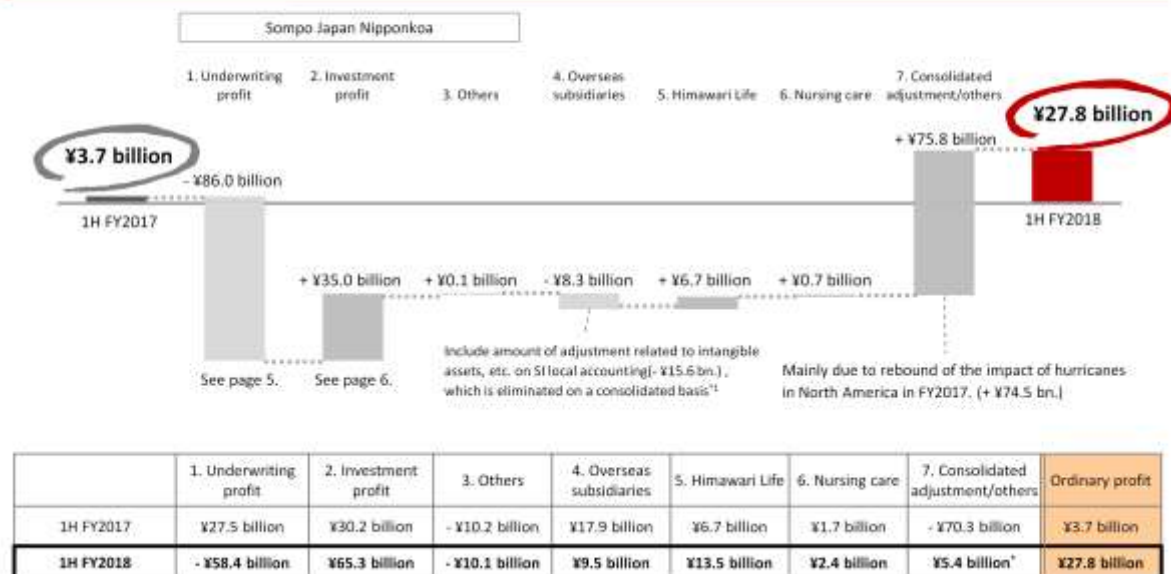 Sompo Japan Nipponkoa
1. Underwriting profit
2. Investment profit
3. Others
4. Overseas subsidiaries
5. Himawari Life
6. Nursing care
7. Consolidated adjustment/others
¥3.7 billion
1H FY2017
- ¥86.0 billion
+ ¥35.0 billion
+ ¥0.1 billion
- ¥8.3 billion
+ ¥6.7 billion
+ ¥0.7 billion
+ ¥75.8 billion
¥27.8 billion
1H FY2018
See page 5.
See page 6.
Include amount of adjustment related to intangible
assets, etc. on SI local accounting(- ¥15.6 bn.) ,
which is eliminated on a consolidated basis*1
Mainly due to rebound of the impact of hurricanes
in North America in FY2017. (+ ¥74.5 bn.)
1. Underwriting profit 2. Investment profit 3. Others 4. Overseas subsidiaries 5. Himawari Life 6. Nursing care 7. Consolidated adjustment/others Ordinary profit
1H FY2017 ¥27.5 billion ¥30.2 billion - ¥10.2 billion ¥17.9 billion ¥6.7 billion ¥1.7 billion - ¥70.3 billion ¥3.7 billion
1H FY2018 - ¥58.4 billion ¥65.3 billion - ¥10.1 billion ¥9.5 billion ¥13.5 billion ¥2.4 billion ¥5.4 billion* ¥27.8 billion